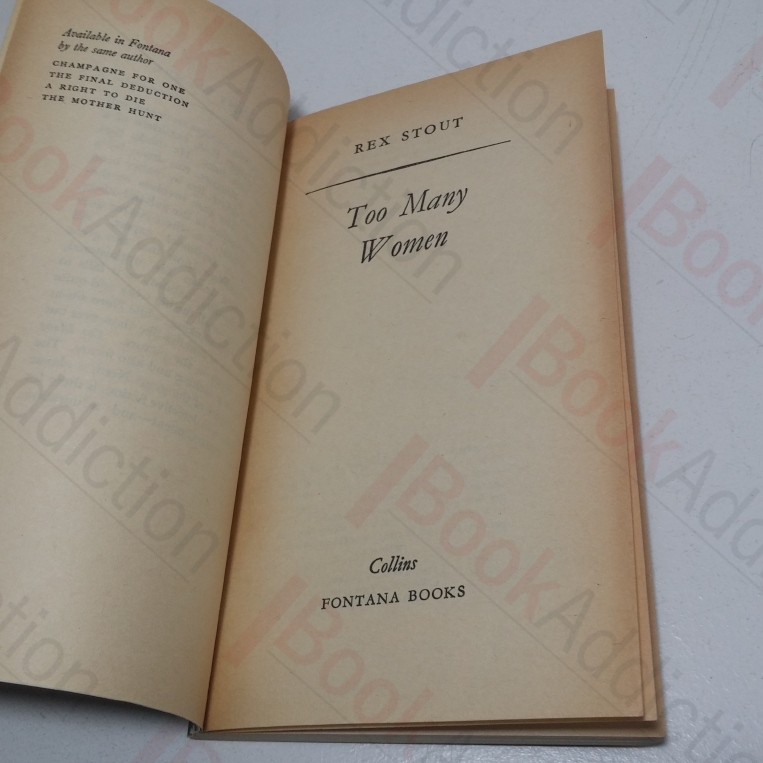 Available in Fontana
by the same author
CHAMPAGNE FOR ONE
THE FINAL DEDUCTION
A RIGHT TO DIE
THE MOTHER HUNT
REX STOUT
Too Many
Women
Collins
FONTANA BOOKS
BookAddiction